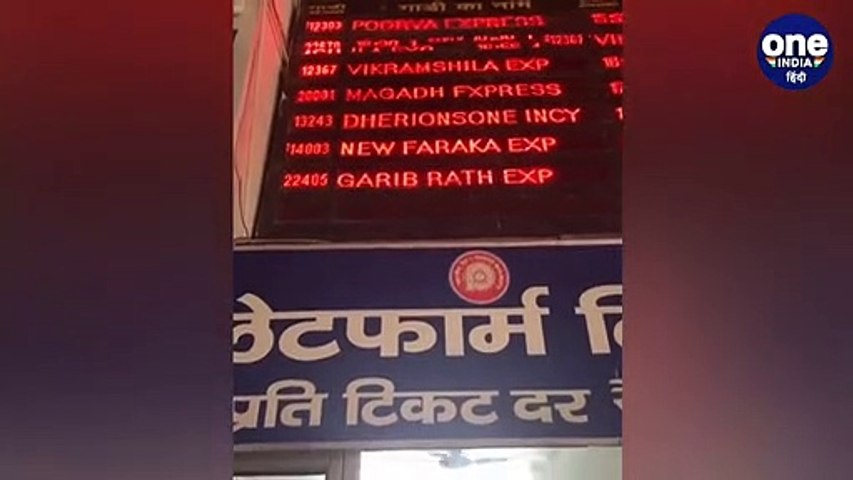 गाड़ी का नाम
12303 POORVA EXPRESS
12367 VIKRAMSHILA EXP
20801 MAGADH EXPRESS
13243 DHERIONSONE INCY
14003 NEW FARAKA EXP
22405 GARIB RATH EXP
लेटफार्म
प्रति टिकट दर
one
INDIA
हिंदी